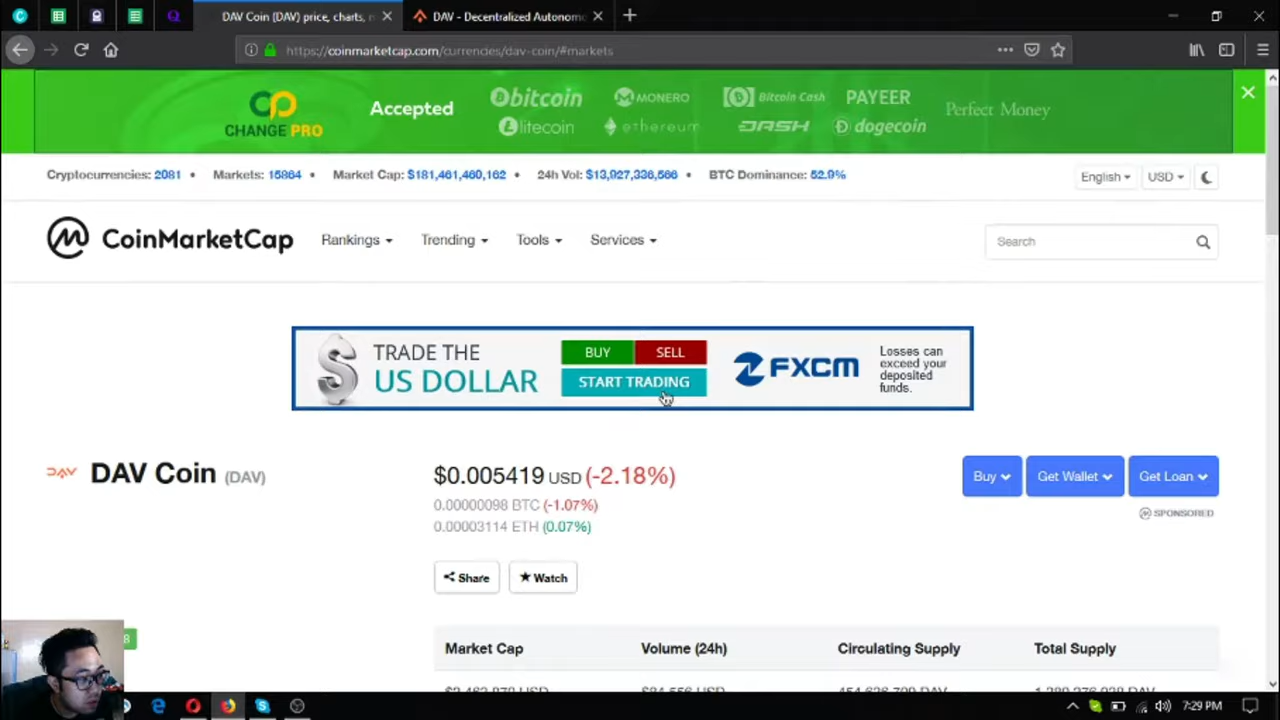 DAV Coin (DAV) price, charts, m
DAV - Decentralized Autonomo
https://coinmarketcap.com/currencies/dav-coin/#markets
CHANGE PRO
Accepted
bitcoin
MONERO
Bitcoin Cash
PAYEER
Perfect Money
litecoin
ethereum
DASH
dogecoin
Cryptocurrencies: 2081 • Markets: 15864 • Market Cap: $181,461,460,162 • 24h Vol: $13,927,336,566 • BTC Dominance: 52.9%
English
USD
CoinMarketCap
Rankings
Trending
Tools
Services
Search
TRADE THE
US DOLLAR
BUY
SELL
START TRADING
FXCM
Losses can
exceed your
deposited
funds.
DAV
DAV Coin (DAV)
$0.005419 USD (-2.18%)
0.00000098 BTC (-1.07%)
0.00003114 ETH (0.07%)
Buy
Get Wallet
Get Loan
SPONSORED
Share
Watch
8
Market Cap
Volume (24h)
Circulating Supply
Total Supply
7:29 PM